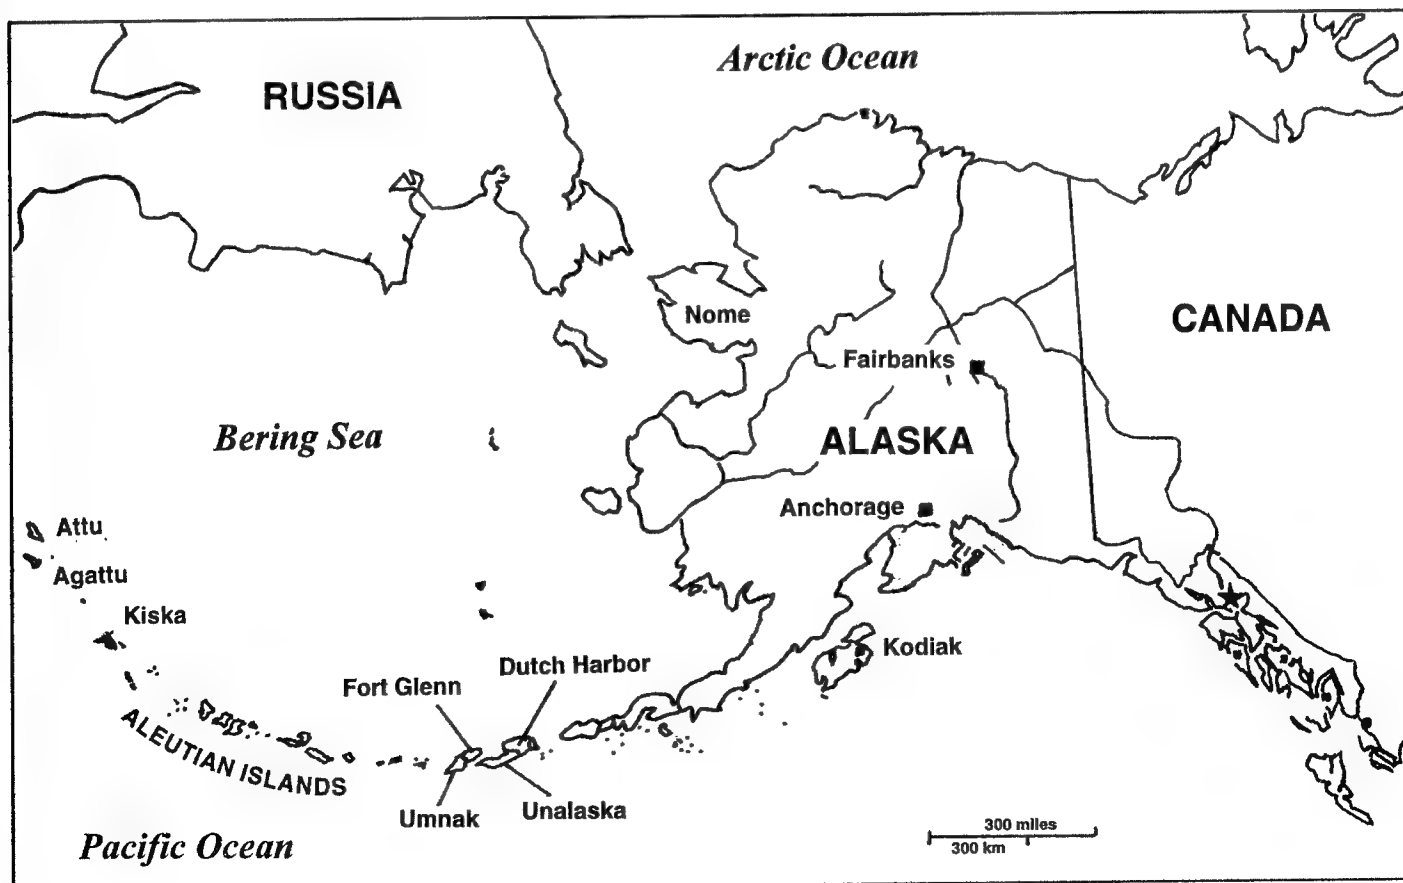 Arctic Ocean
RUSSIA
Nome
CANADA
Fairbanks
Bering Sea
ALASKA
Anchorage
Attu
Agattu
Kiska
Kodiak
Dutch Harbor
Fort Glenn
ALEUTIAN ISLANDS
Umnak
Unalaska
300 miles
300 km
Pacific Ocean